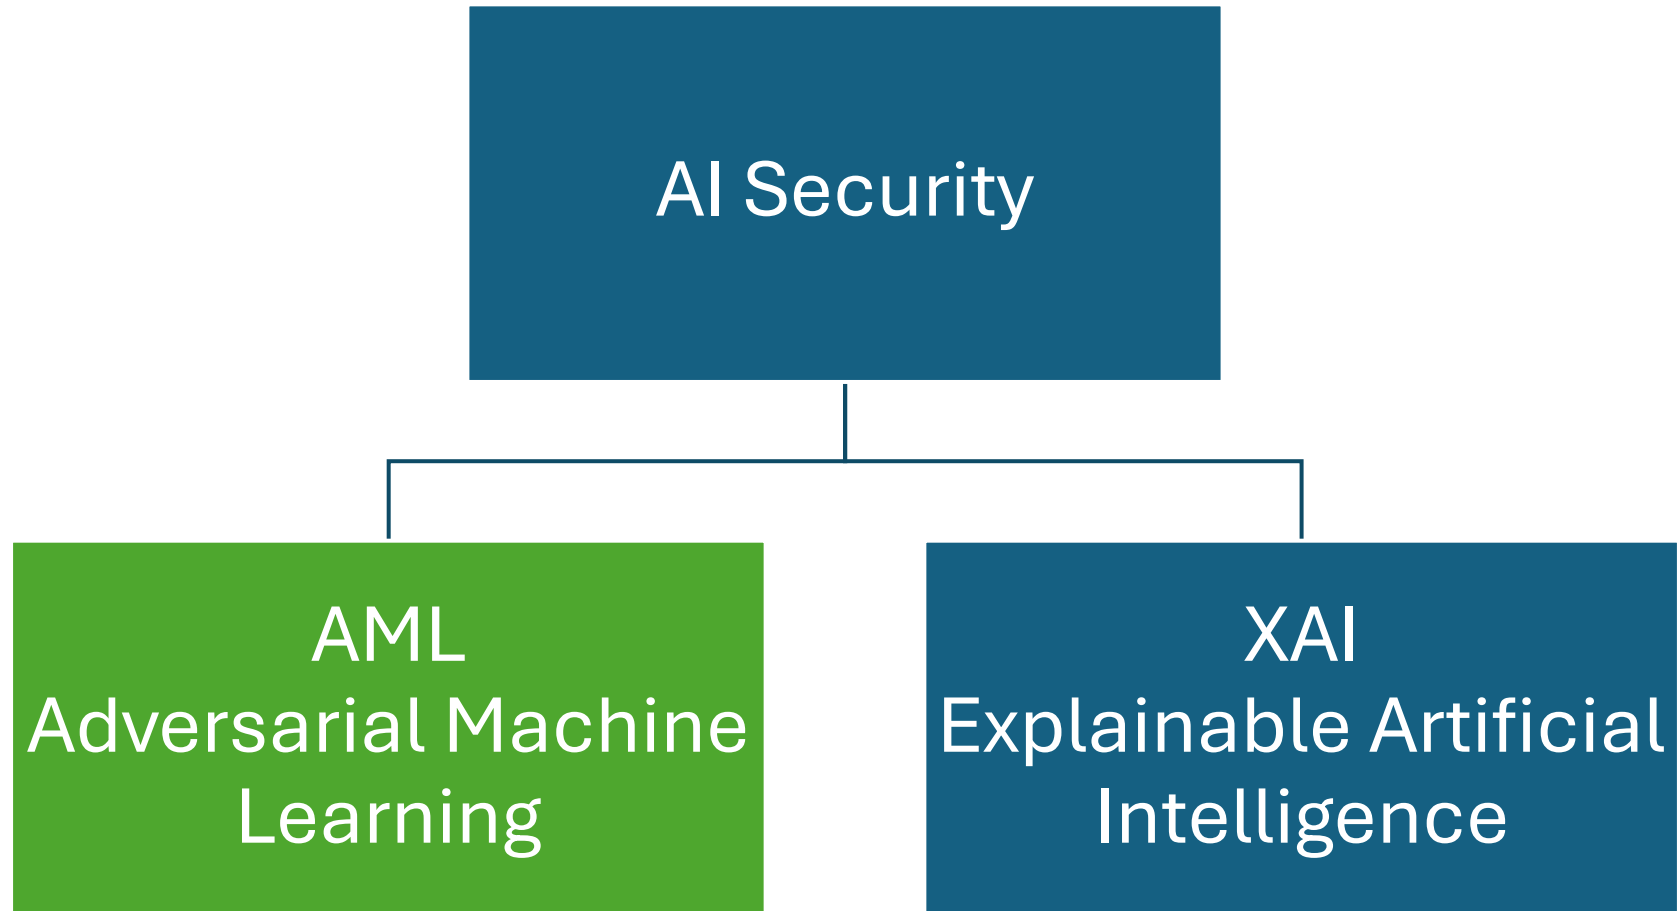 AI Security
AML
Adversarial Machine
Learning
XAI
Explainable Artificial
Intelligence